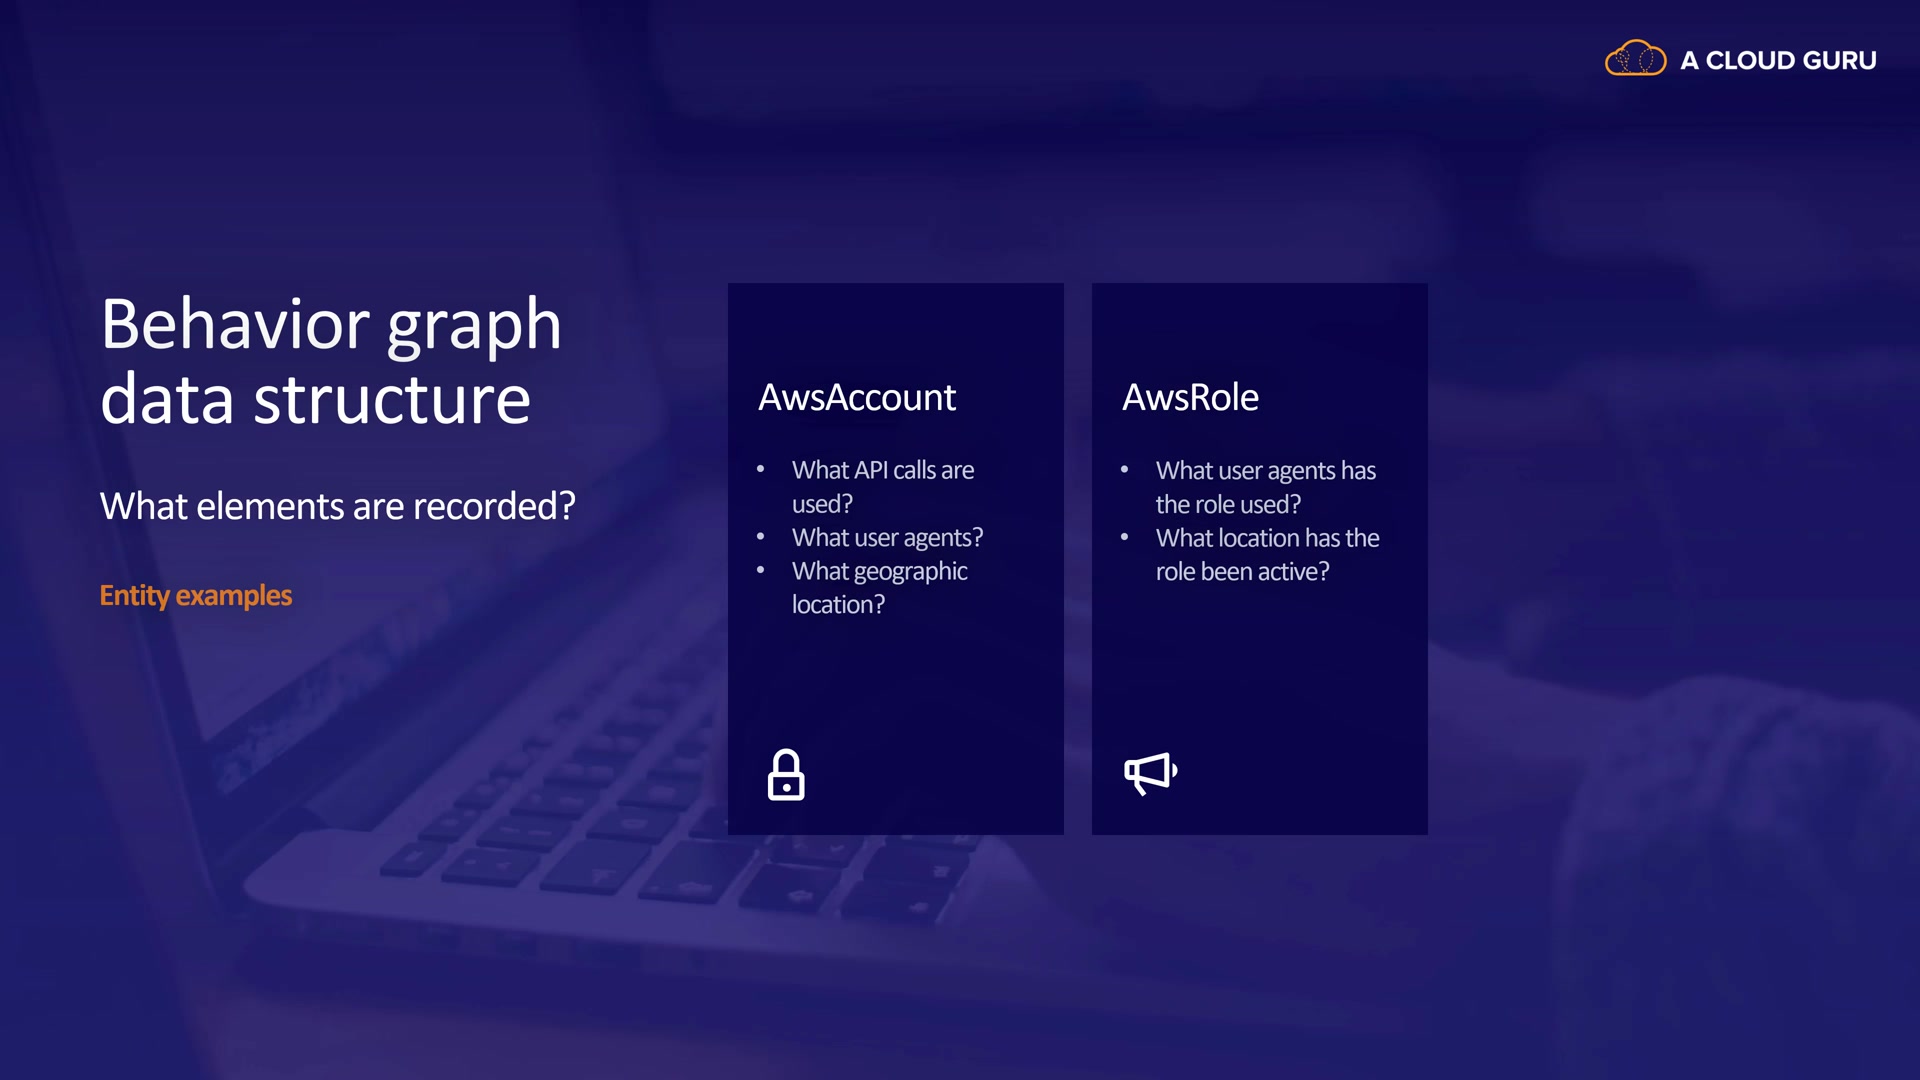 A CLOUD GURU
Behavior graph
data structure
What elements are recorded?
Entity examples
AwsAccount
• What API calls are
used?
• What user agents?
• What geographic
location?
AwsRole
• What user agents has
the role used?
• What location has the
role been active?